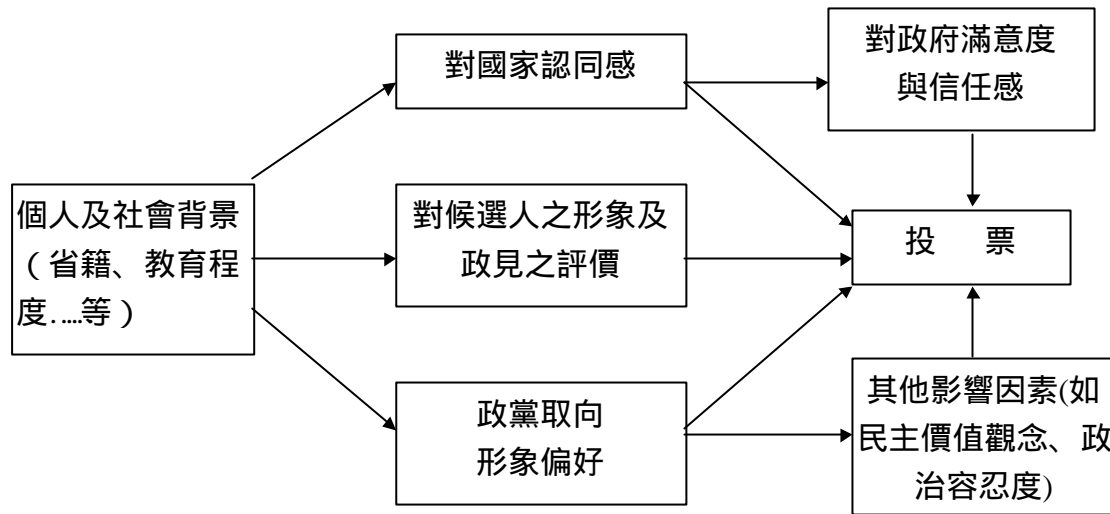 對國家認同感
對政府滿意度
與信任感
個人及社會背景
（省籍、教育程
度.....等）
對候選人之形象及
政見之評價
投　票
政黨取向
形象偏好
其他影響因素(如
民主價值觀念、政
治容忍度)